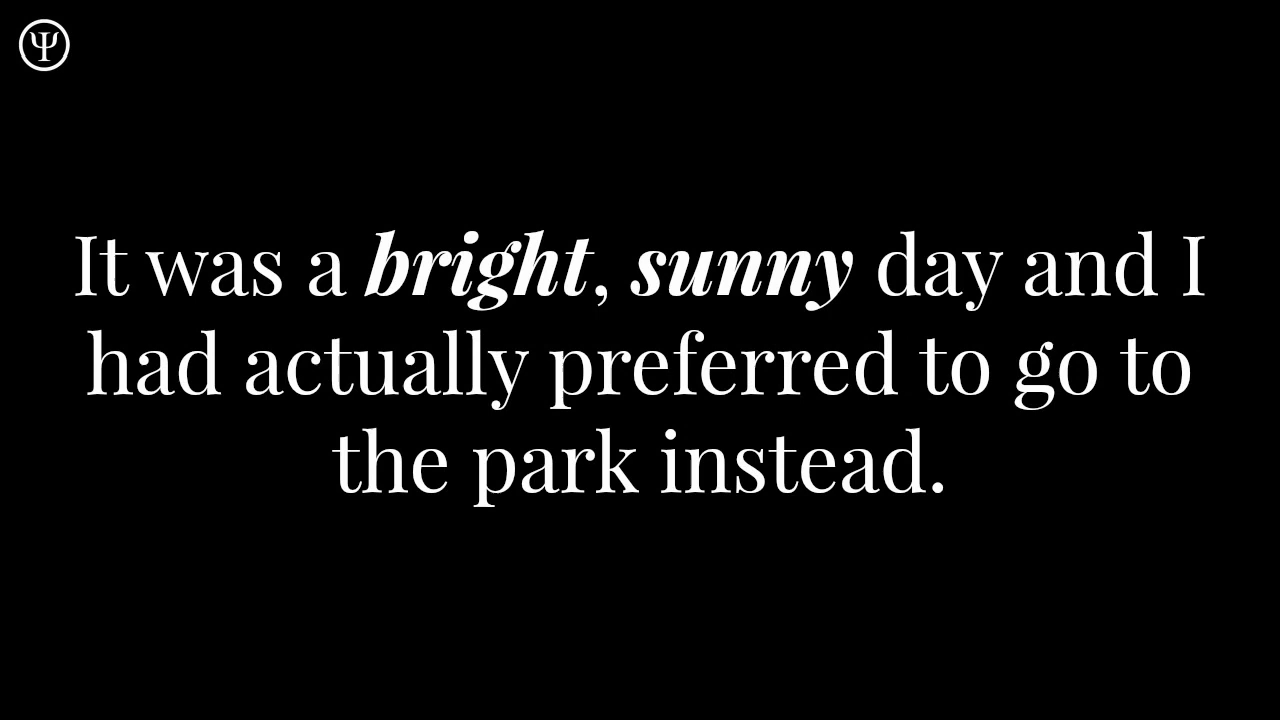 Ψ
It was a bright, sunny day and I
had actually preferred to go to
the park instead.